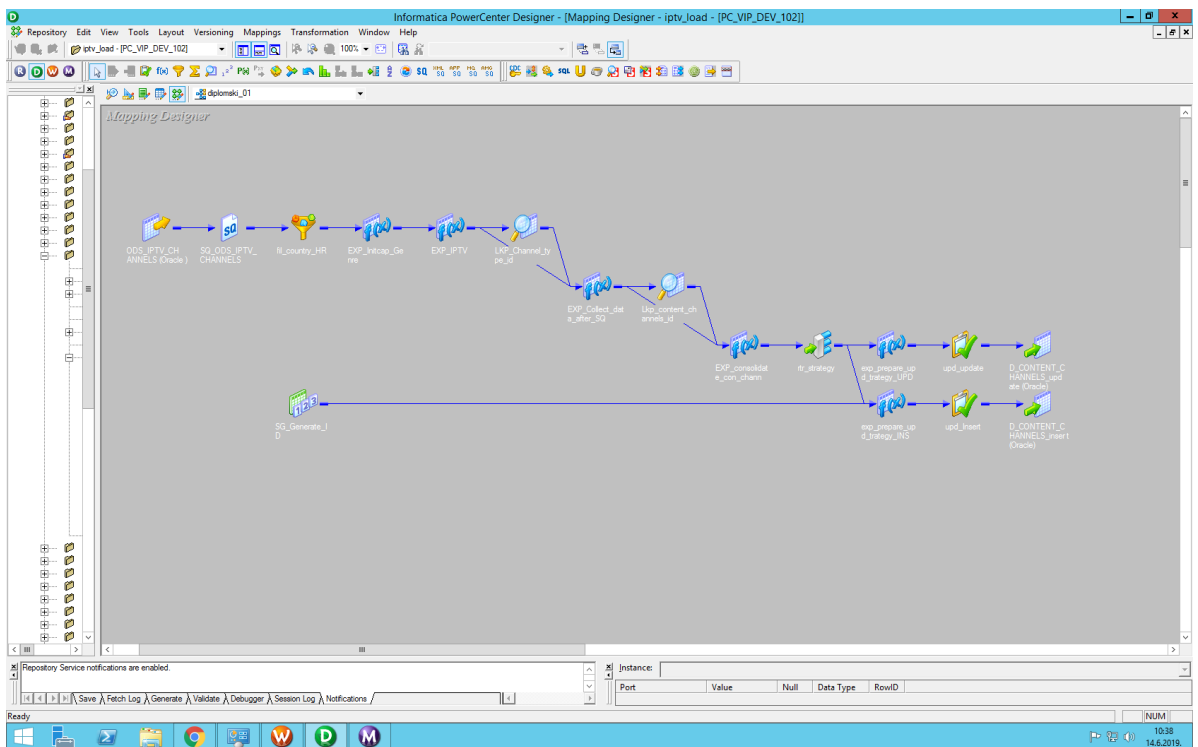 Informatica PowerCenter Designer - [Mapping Designer - iptv_load - [PC_VIP_DEV_102]]
Repository Edit View Tools Layout Versioning Mappings Transformation Window Help
iptv_load - [PC_VIP_DEV_102]
100%
diplomski_01
Mapping Designer
ODS_IPTV_CH
ANNELS (Oracle )
SQ_ODS_IPTV_
CHANNELS
fil_country_HR
EXP_Initcap_Ge
nre
EXP_IPTV
LKP_Channel_ty
pe_id
EXP_Collect_dat
a_after_SQ
Lkp_content_ch
annels_id
EXP_consolidat
e_con_chann
rtr_strategy
exp_prepare_up
d_trategy_UPD
upd_update
D_CONTENT_C
HANNELS_upd
ate (Oracle)
SG_Generate_I
D
exp_prepare_up
d_trategy_INS
upd_Insert
D_CONTENT_C
HANNELS_insert
(Oracle)
Repository Service notifications are enabled.
Save Fetch Log Generate Validate Debugger Session Log Notifications
Instance:
Port Value Null Data Type RowID
Ready
NUM
10:38
14.6.2019.